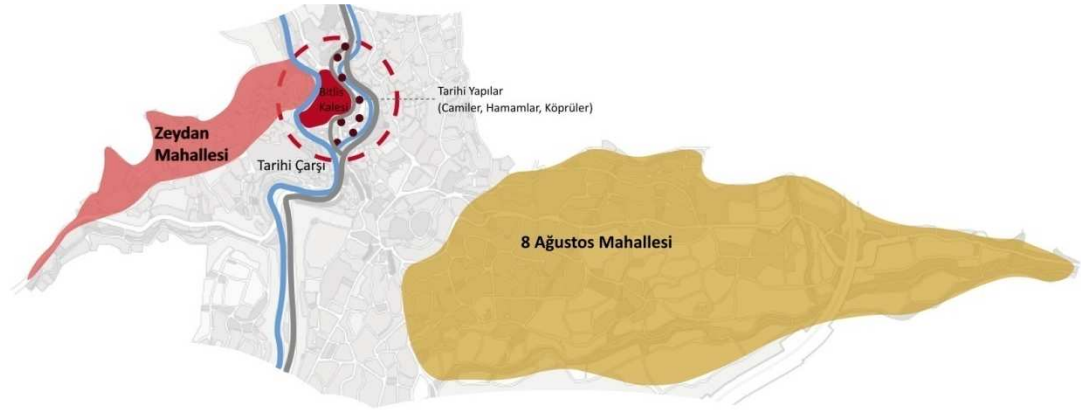 Bitlis
Kalesi
Tarihi Yapılar
(Camiler, Hamamlar, Köprüler)
Zeydan
Mahallesi
Tarihi Çarşı
8 Ağustos Mahallesi